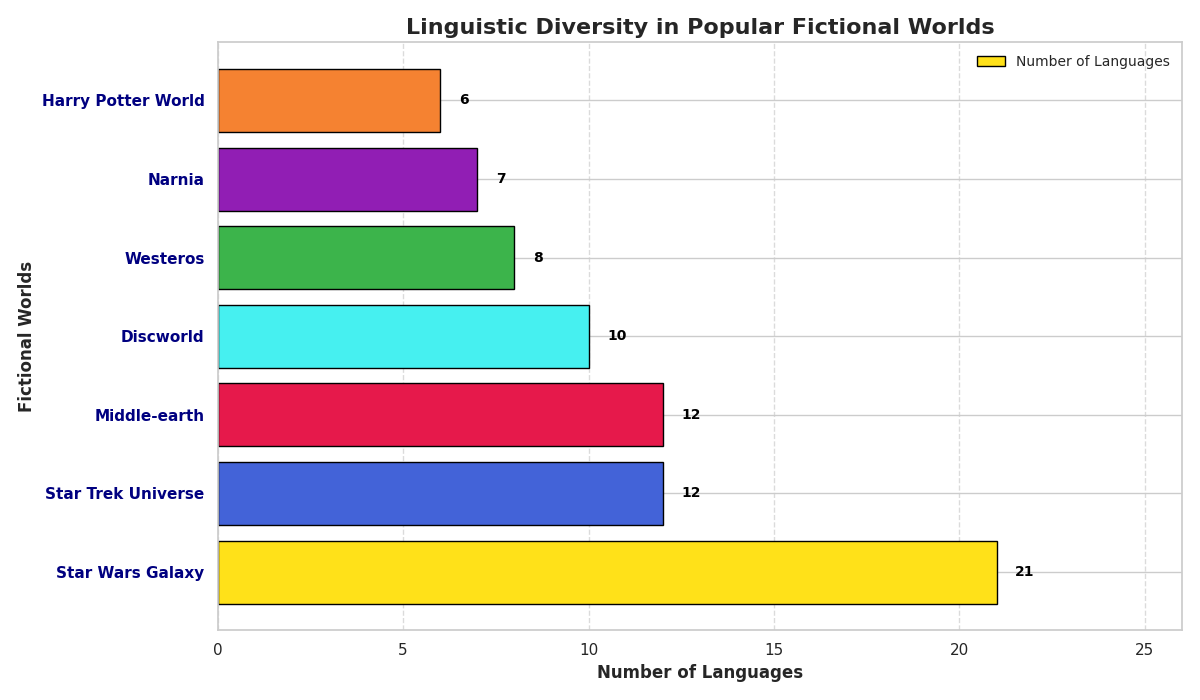 Linguistic Diversity in Popular Fictional Worlds
Number of Languages
Harry Potter World
6
Narnia
7
Westeros
8
Discworld
10
Middle-earth
12
Star Trek Universe
12
Star Wars Galaxy
21
Fictional Worlds
0 5 10 15 20 25
Number of Languages